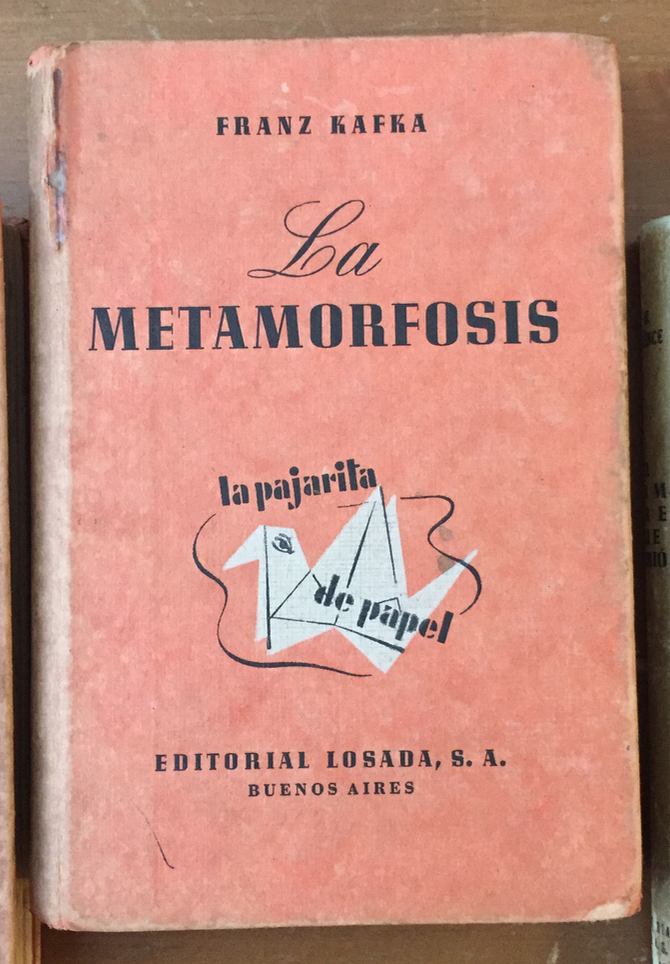 FRANZ KAFKA
La
METAMORFOSIS
la pajarita
de papel
EDITORIAL LOSADA, S. A.
BUENOS AIRES